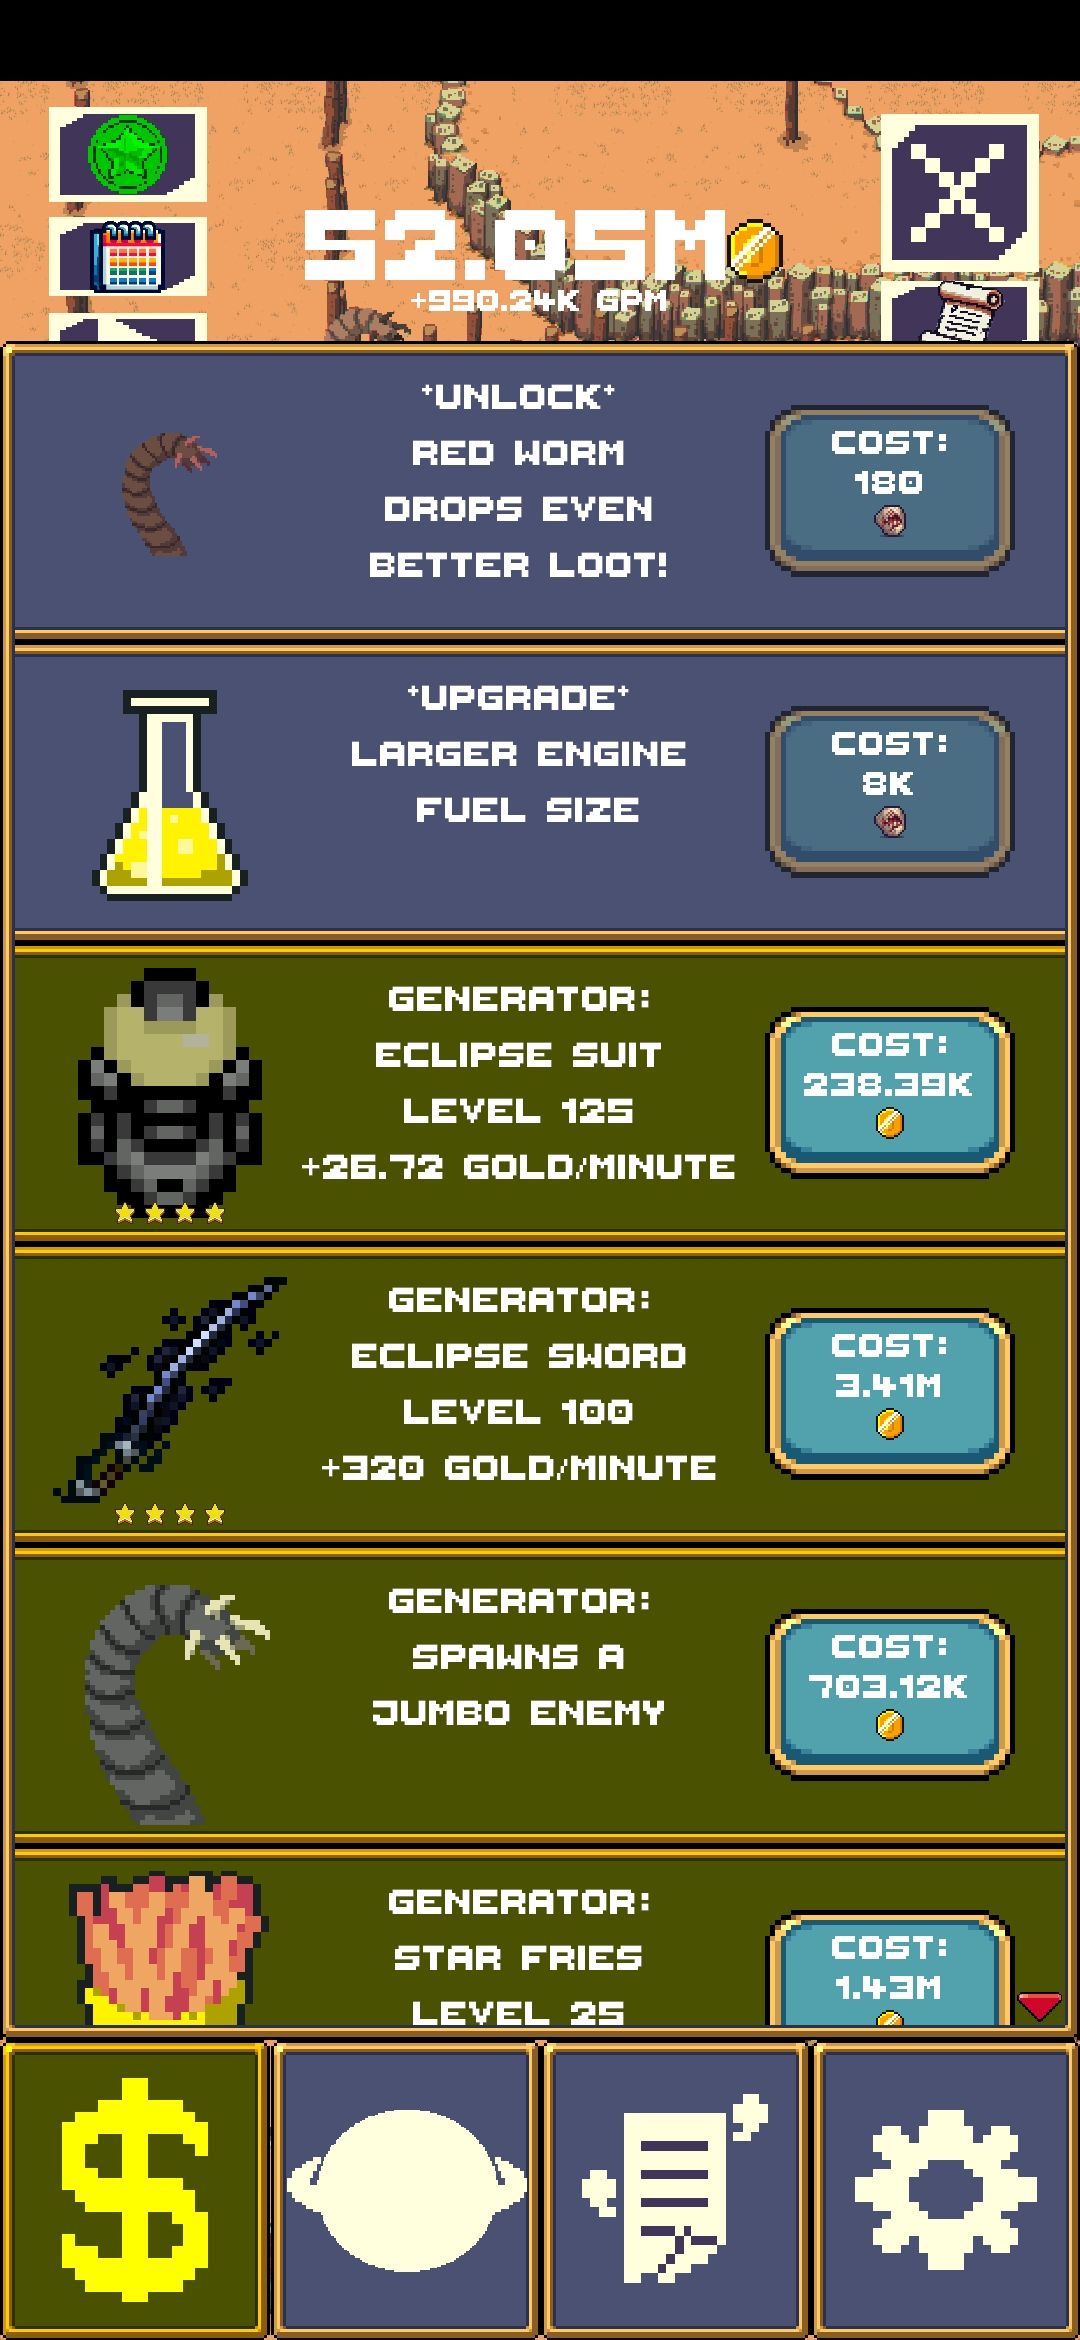 52.05M
+990.24K GPM
*UNLOCK*
RED WORM
DROPS EVEN
BETTER LOOT!
COST:
180
*UPGRADE*
LARGER ENGINE
FUEL SIZE
COST:
8K
GENERATOR:
ECLIPSE SUIT
LEVEL 125
+26.72 GOLD/MINUTE
COST:
238.39K
GENERATOR:
ECLIPSE SWORD
LEVEL 100
+320 GOLD/MINUTE
COST:
3.41M
GENERATOR:
SPAWNS A
JUMBO ENEMY
COST:
703.12K
GENERATOR:
STAR FRIES
LEVEL 25
COST:
1.43M